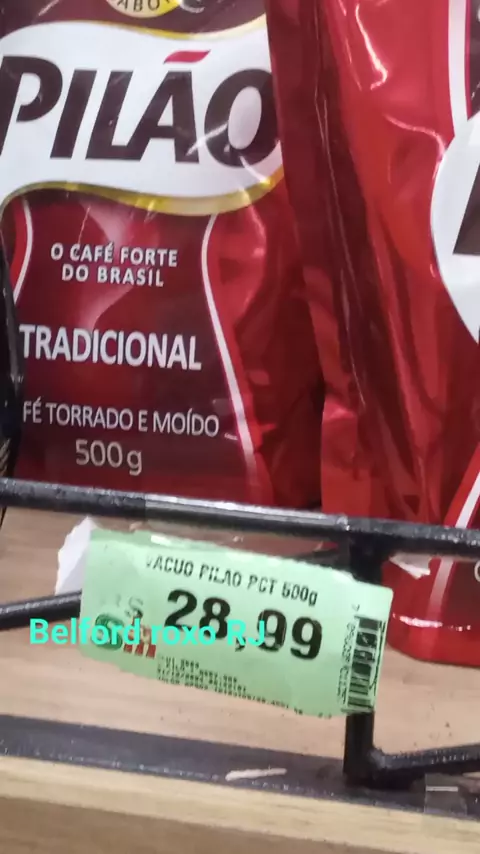 PILÃO
O CAFÉ FORTE
DO BRASIL
TRADICIONAL
FÉ TORRADO E MOÍDO
500g
VACUO PILAO PCT 500g
28,99
Belford roxo RJ